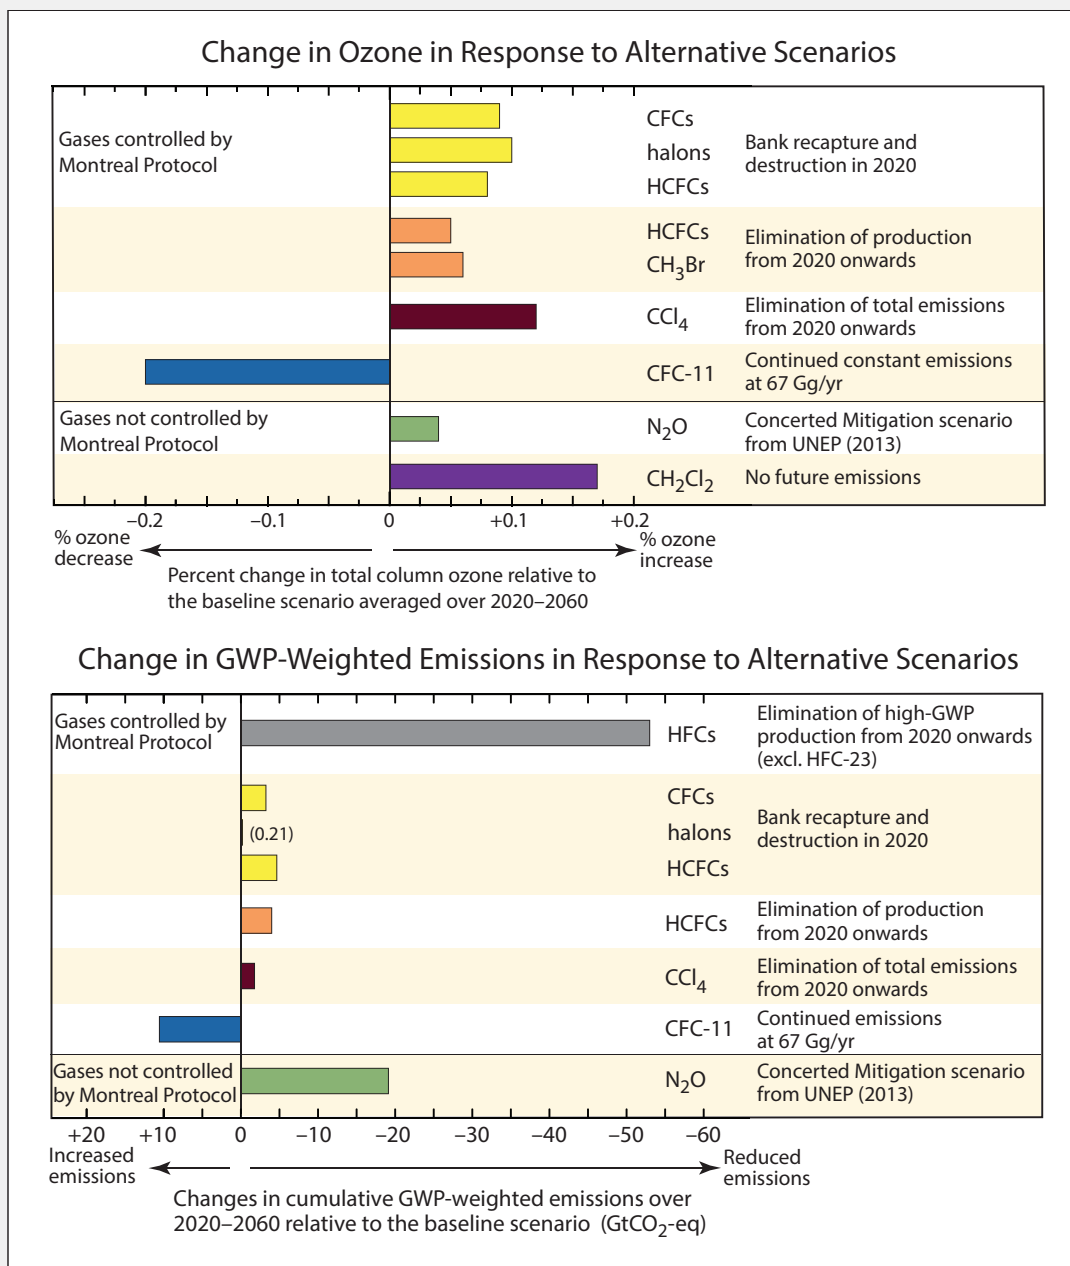 Change in Ozone in Response to Alternative Scenarios
Gases controlled by
Montreal Protocol
CFCs
halons
HCFCs
Bank recapture and
destruction in 2020
HCFCs
CH₃Br
Elimination of production
from 2020 onwards
CCl₄
Elimination of total emissions
from 2020 onwards
CFC-11
Continued constant emissions
at 67 Gg/yr
Gases not controlled by
Montreal Protocol
N₂O
Concerted Mitigation scenario
from UNEP (2013)
CH₂Cl₂
No future emissions
–0.2 –0.1 0 +0.1 +0.2
% ozone
decrease
% ozone
increase
Percent change in total column ozone relative to
the baseline scenario averaged over 2020–2060
Change in GWP-Weighted Emissions in Response to Alternative Scenarios
Gases controlled by
Montreal Protocol
HFCs
Elimination of high-GWP
production from 2020 onwards
(excl. HFC-23)
CFCs
(0.21)
halons
HCFCs
Bank recapture and
destruction in 2020
HCFCs
Elimination of production
from 2020 onwards
CCl₄
Elimination of total emissions
from 2020 onwards
CFC-11
Continued emissions
at 67 Gg/yr
Gases not controlled
by Montreal Protocol
N₂O
Concerted Mitigation scenario
from UNEP (2013)
+20 +10 0 –10 –20 –30 –40 –50 –60
Increased
emissions
Reduced
emissions
Changes in cumulative GWP-weighted emissions over
2020–2060 relative to the baseline scenario (GtCO₂-eq)